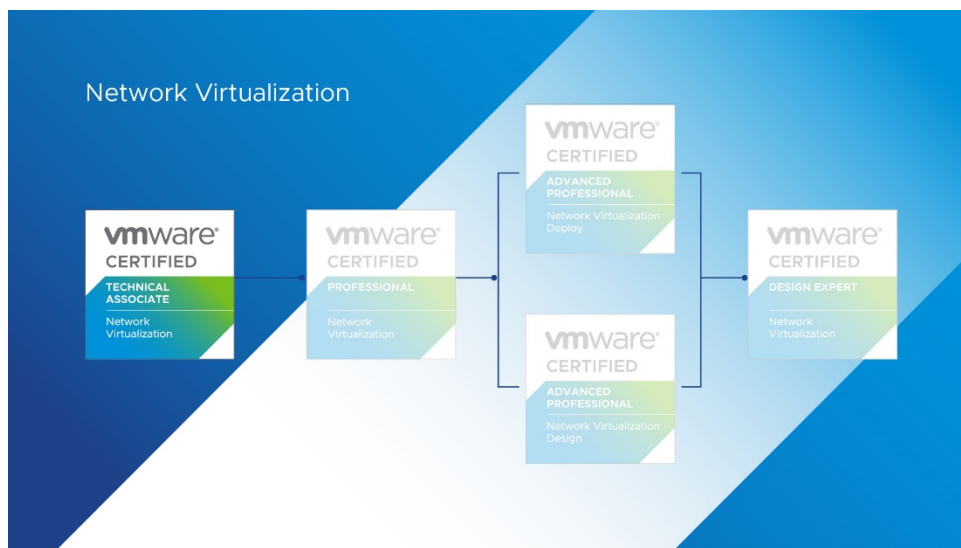 Network Virtualization
vmware®
CERTIFIED
TECHNICAL
ASSOCIATE
Network
Virtualization
vmware®
CERTIFIED
PROFESSIONAL
Network
Virtualization
vmware®
CERTIFIED
ADVANCED
PROFESSIONAL
Network Virtualization
Deploy
vmware®
CERTIFIED
ADVANCED
PROFESSIONAL
Network Virtualization
Design
vmware®
CERTIFIED
DESIGN EXPERT
Network
Virtualization